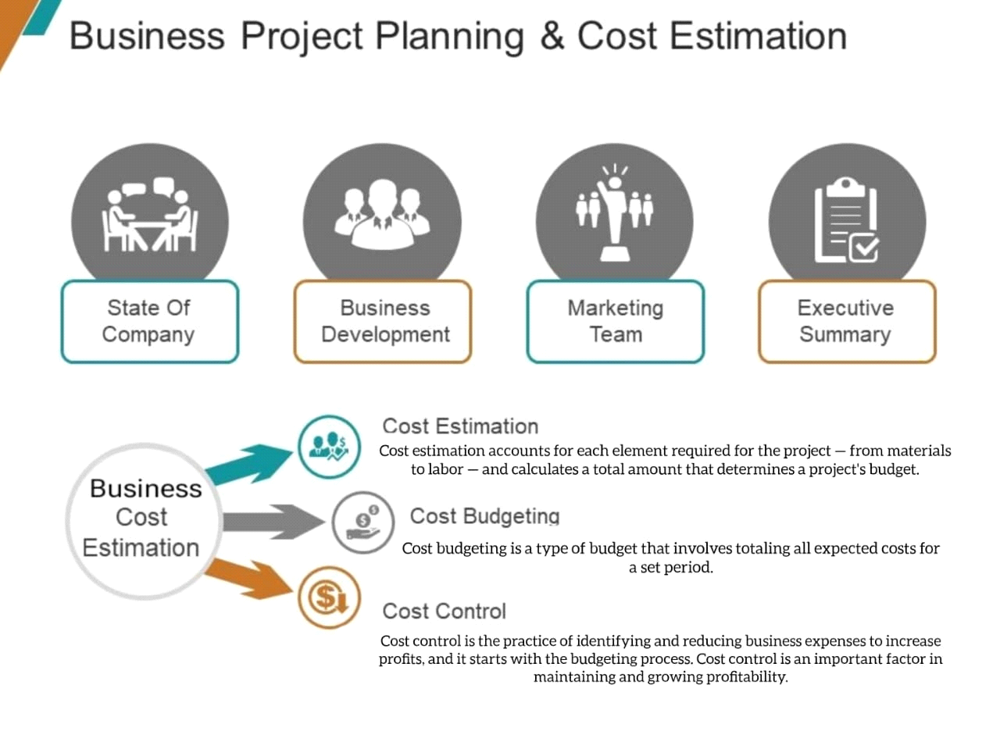 Business Project Planning & Cost Estimation
State Of
Company
Business
Development
Marketing
Team
Executive
Summary
Business
Cost
Estimation
Cost Estimation
Cost estimation accounts for each element required for the project — from materials
to labor — and calculates a total amount that determines a project's budget.
Cost Budgeting
Cost budgeting is a type of budget that involves totaling all expected costs for
a set period.
Cost Control
Cost control is the practice of identifying and reducing business expenses to increase
profits, and it starts with the budgeting process. Cost control is an important factor in
maintaining and growing profitability.